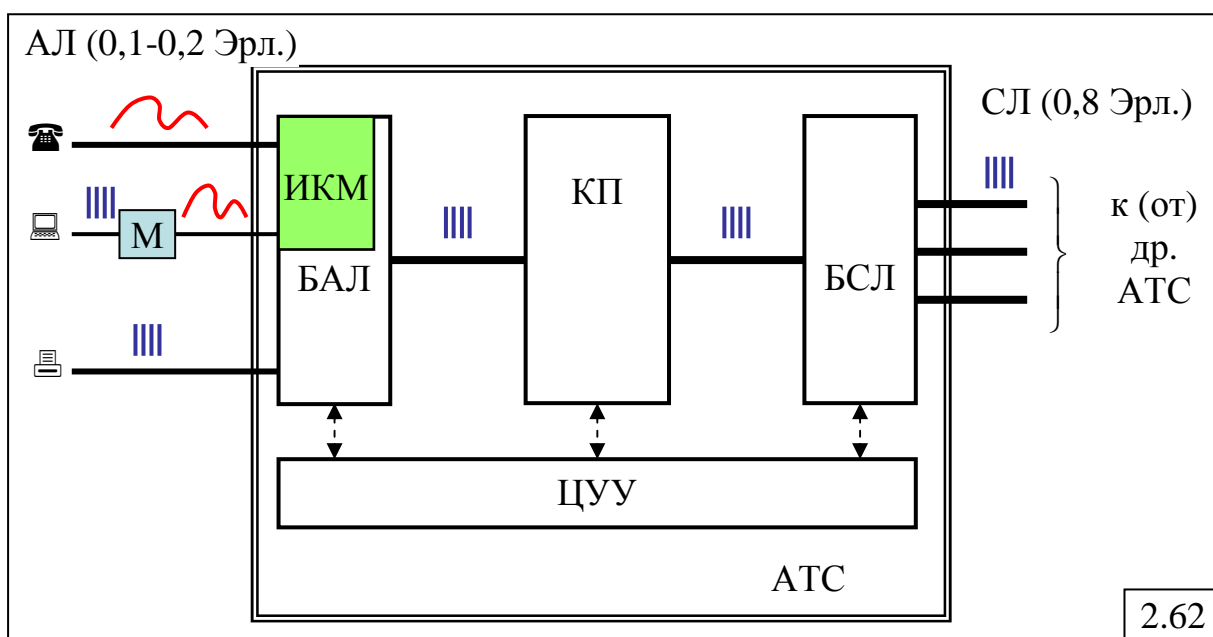 АЛ (0,1-0,2 Эрл.)
СЛ (0,8 Эрл.)
ИКМ
КП
М
БАЛ
БСЛ
к (от)
др.
АТС
ЦУУ
АТС
2.62